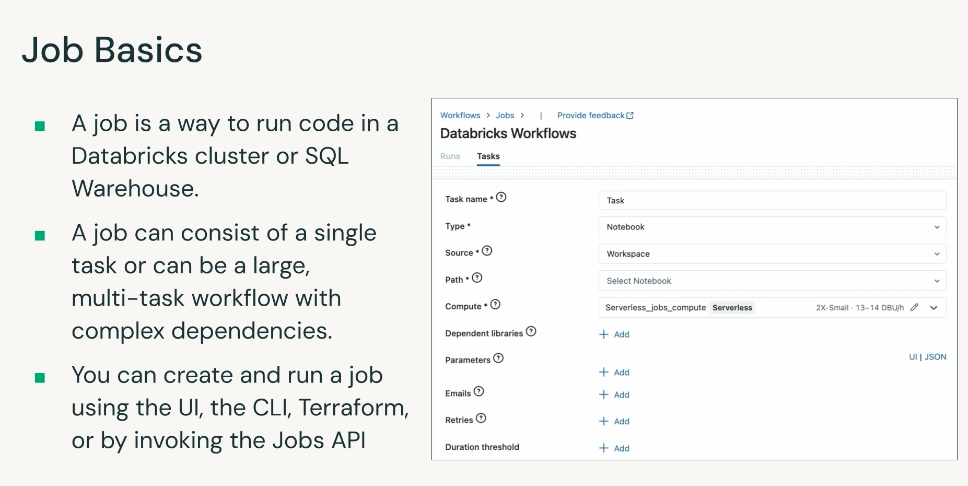 Job Basics
A job is a way to run code in a
Databricks cluster or SQL
Warehouse.
A job can consist of a single
task or can be a large,
multi-task workflow with
complex dependencies.
You can create and run a job
using the UI, the CLI, Terraform,
or by invoking the Jobs API
Workflows > Jobs > | Provide feedback
Databricks Workflows
Runs Tasks
Task name * ? Task
Type * Notebook
Source * ? Workspace
Path * ? Select Notebook
Compute * ? Serverless_jobs_compute Serverless 2X-Small · 13–14 DBU/h
Dependent libraries ? + Add
Parameters ? UI | JSON
+ Add
Emails ? + Add
Retries ? + Add
Duration threshold + Add